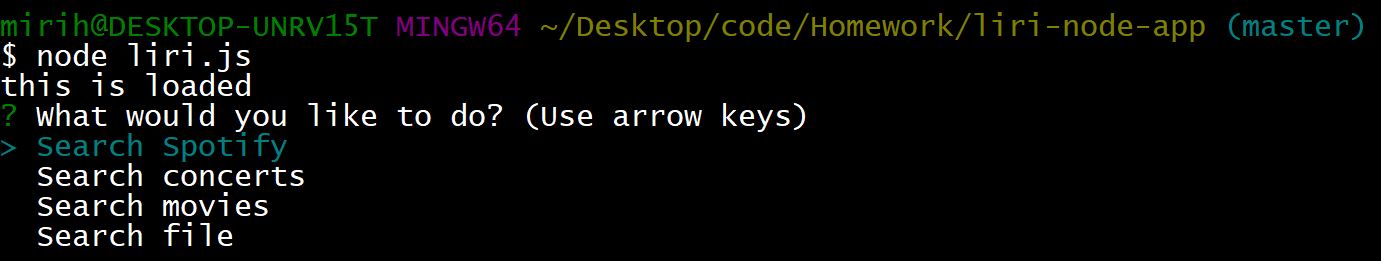 mirih@DESKTOP-UNRV15T MINGW64 ~/Desktop/code/Homework/liri-node-app (master)
$ node liri.js
this is loaded
? What would you like to do? (Use arrow keys)
> Search Spotify
  Search concerts
  Search movies
  Search file